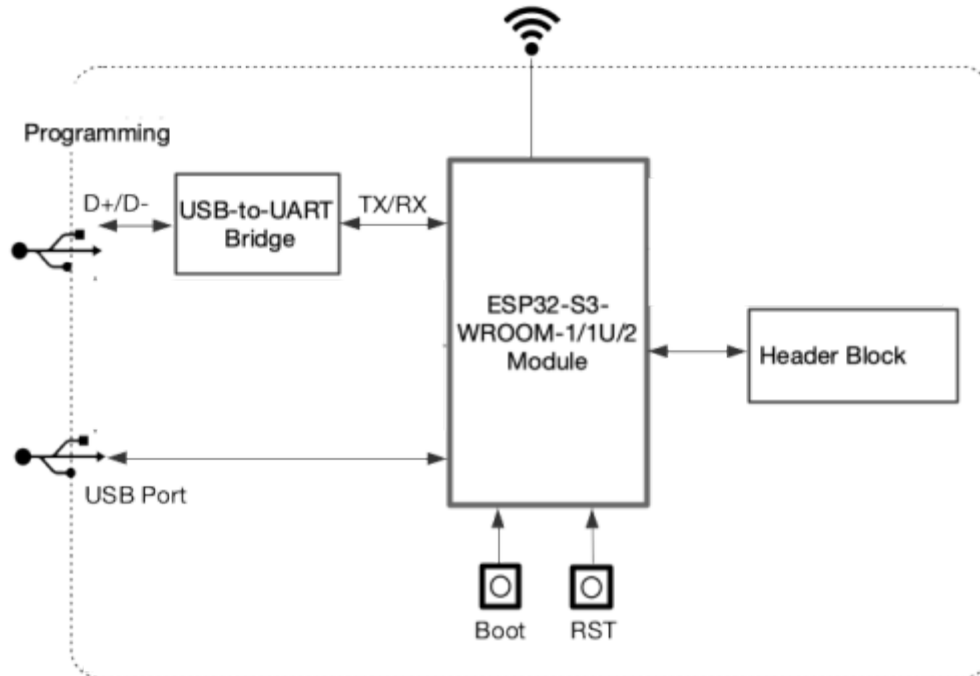 Programming
D+/D-
USB-to-UART
Bridge
TX/RX
ESP32-S3-
WROOM-1/1U/2
Module
Header Block
USB Port
Boot
RST